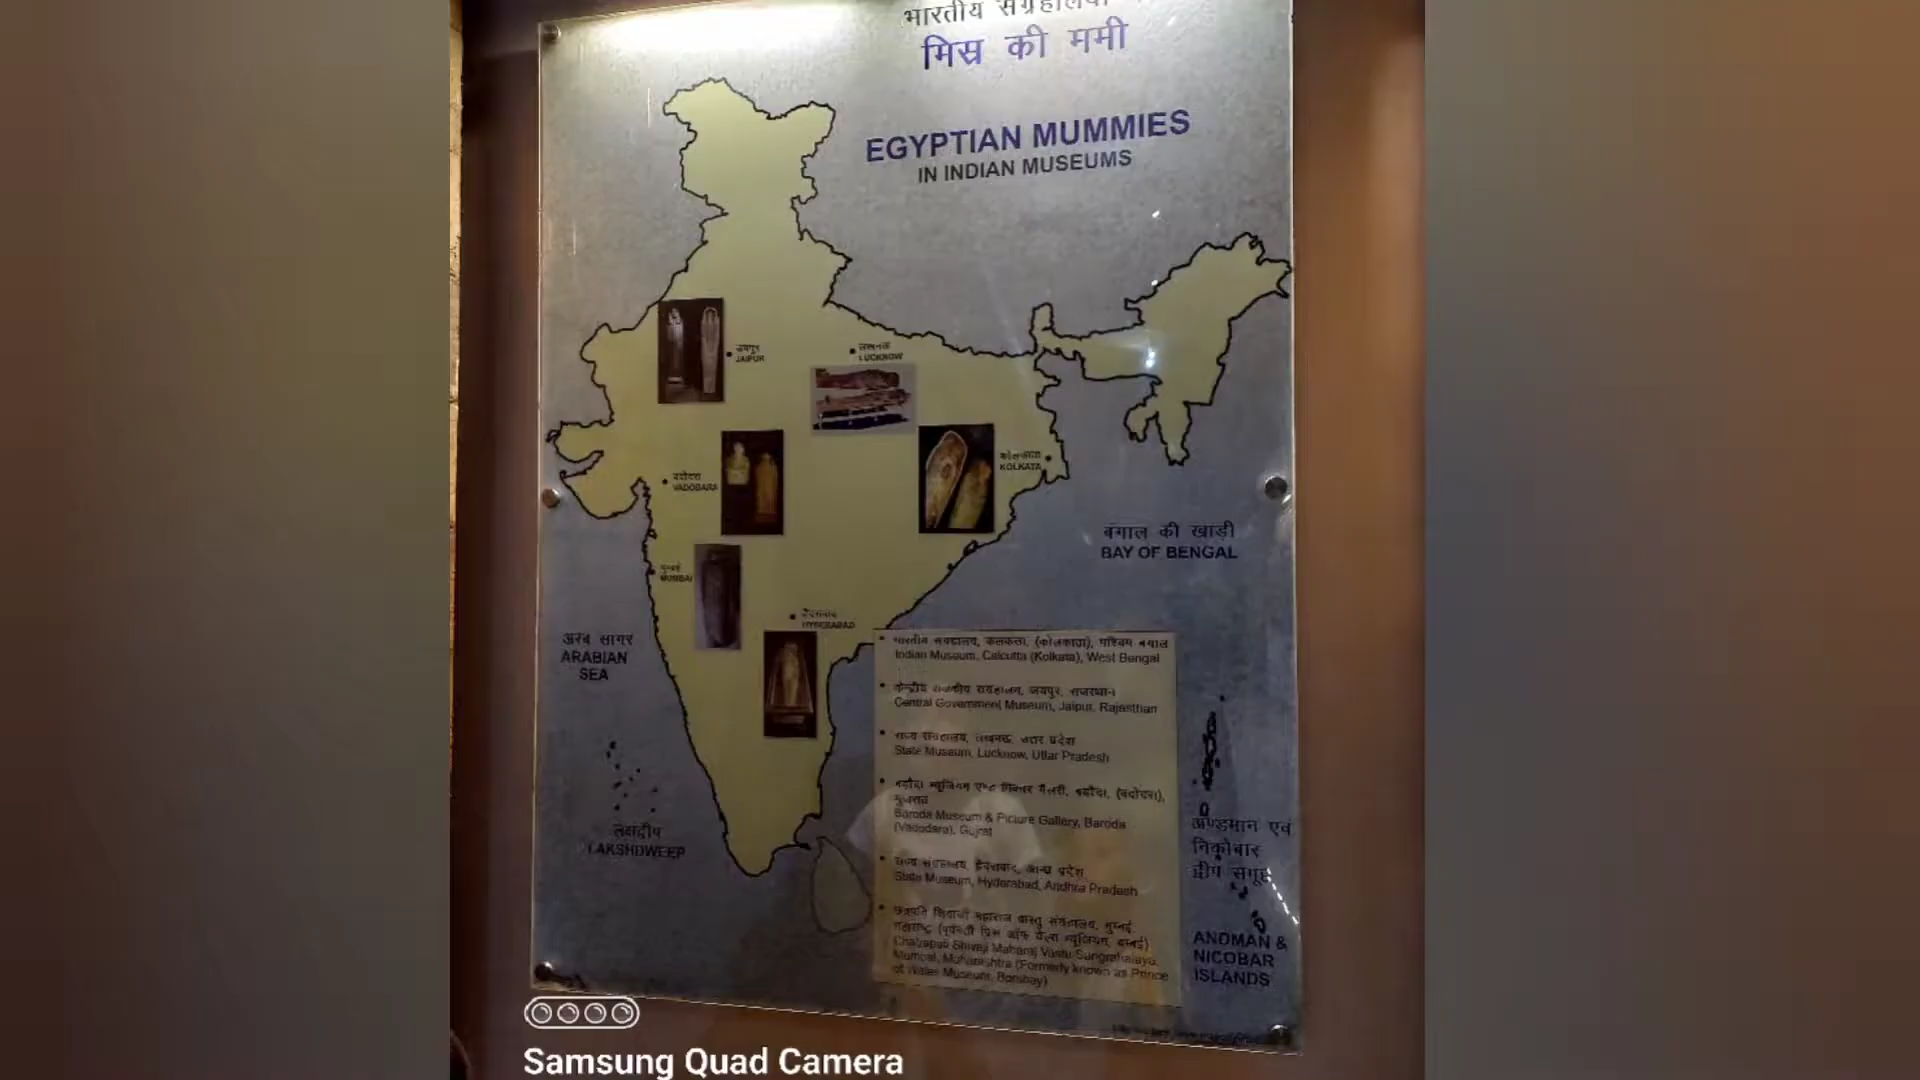 भारतीय संग्रहालयों
मिस्र की ममी
EGYPTIAN MUMMIES
IN INDIAN MUSEUMS
जयपुर
JAIPUR
लखनऊ
LUCKNOW
कोलकाता
KOLKATA
वदोदरा
VADODARA
मुम्बई
MUMBAI
हैदराबाद
HYDERABAD
बंगाल की खाड़ी
BAY OF BENGAL
अरब सागर
ARABIAN
SEA
लक्षद्वीप
LAKSHDWEEP
भारतीय संग्रहालय, कलकत्ता, (कोलकाता), पश्चिम बंगाल
Indian Museum, Calcutta (Kolkata), West Bengal
केन्द्रीय राजकीय संग्रहालय, जयपुर, राजस्थान
Central Government Museum, Jaipur, Rajasthan
राज्य संग्रहालय, लखनऊ, उत्तर प्रदेश
State Museum, Lucknow, Uttar Pradesh
बड़ौदा म्यूजियम एण्ड पिक्चर गैलरी, बड़ौदा, (वदोदरा),
गुजरात
Baroda Museum & Picture Gallery, Baroda
(Vadodara), Gujrat
राज्य संग्रहालय, हैदराबाद, आन्ध्र प्रदेश
State Museum, Hyderabad, Andhra Pradesh
छत्रपति शिवाजी महाराज वास्तु संग्रहालय, मुम्बई,
महाराष्ट्र (पूर्ववर्ती प्रिंस ऑफ वेल्स म्यूजियम, बम्बई)
Chatrapati Shivaji Maharaj Vastu Sangrahalaya,
Mumbai, Maharashtra (Formerly known as Prince
of Wales Museum, Bombay)
अण्डमान एवं
निकोबार
द्वीप समूह
ANDMAN &
NICOBAR
ISLANDS
Samsung Quad Camera